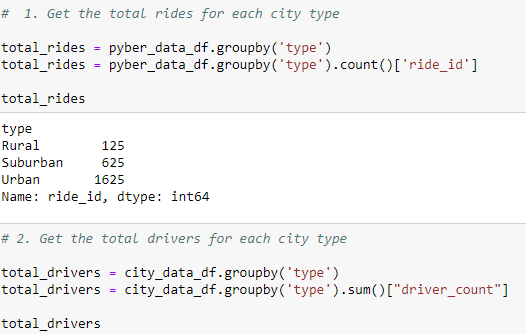 #  1. Get the total rides for each city type
total_rides = pyber_data_df.groupby('type')
total_rides = pyber_data_df.groupby('type').count()['ride_id']
total_rides
type
Rural         125
Suburban      625
Urban        1625
Name: ride_id, dtype: int64
# 2. Get the total drivers for each city type
total_drivers = city_data_df.groupby('type')
total_drivers = city_data_df.groupby('type').sum()["driver_count"]
total_drivers